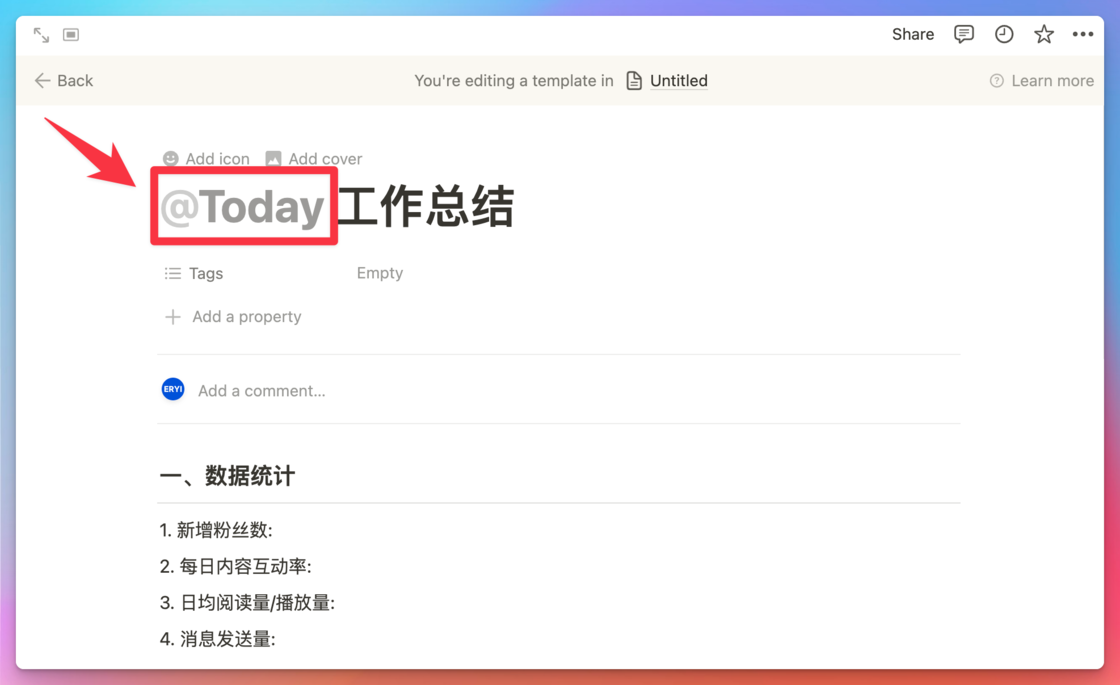 Share
Back
You're editing a template in Untitled
Learn more
Add icon Add cover
@Today 工作总结
Tags Empty
Add a property
ERYI Add a comment...
一、数据统计
1. 新增粉丝数:
2. 每日内容互动率:
3. 日均阅读量/播放量:
4. 消息发送量: